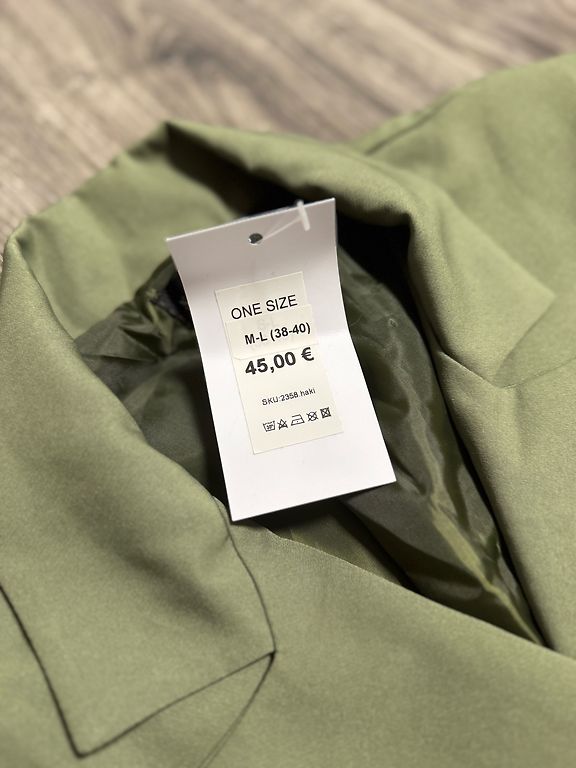 ONE SIZE
M-L (38-40)
45,00 €
SKU:2358.haki